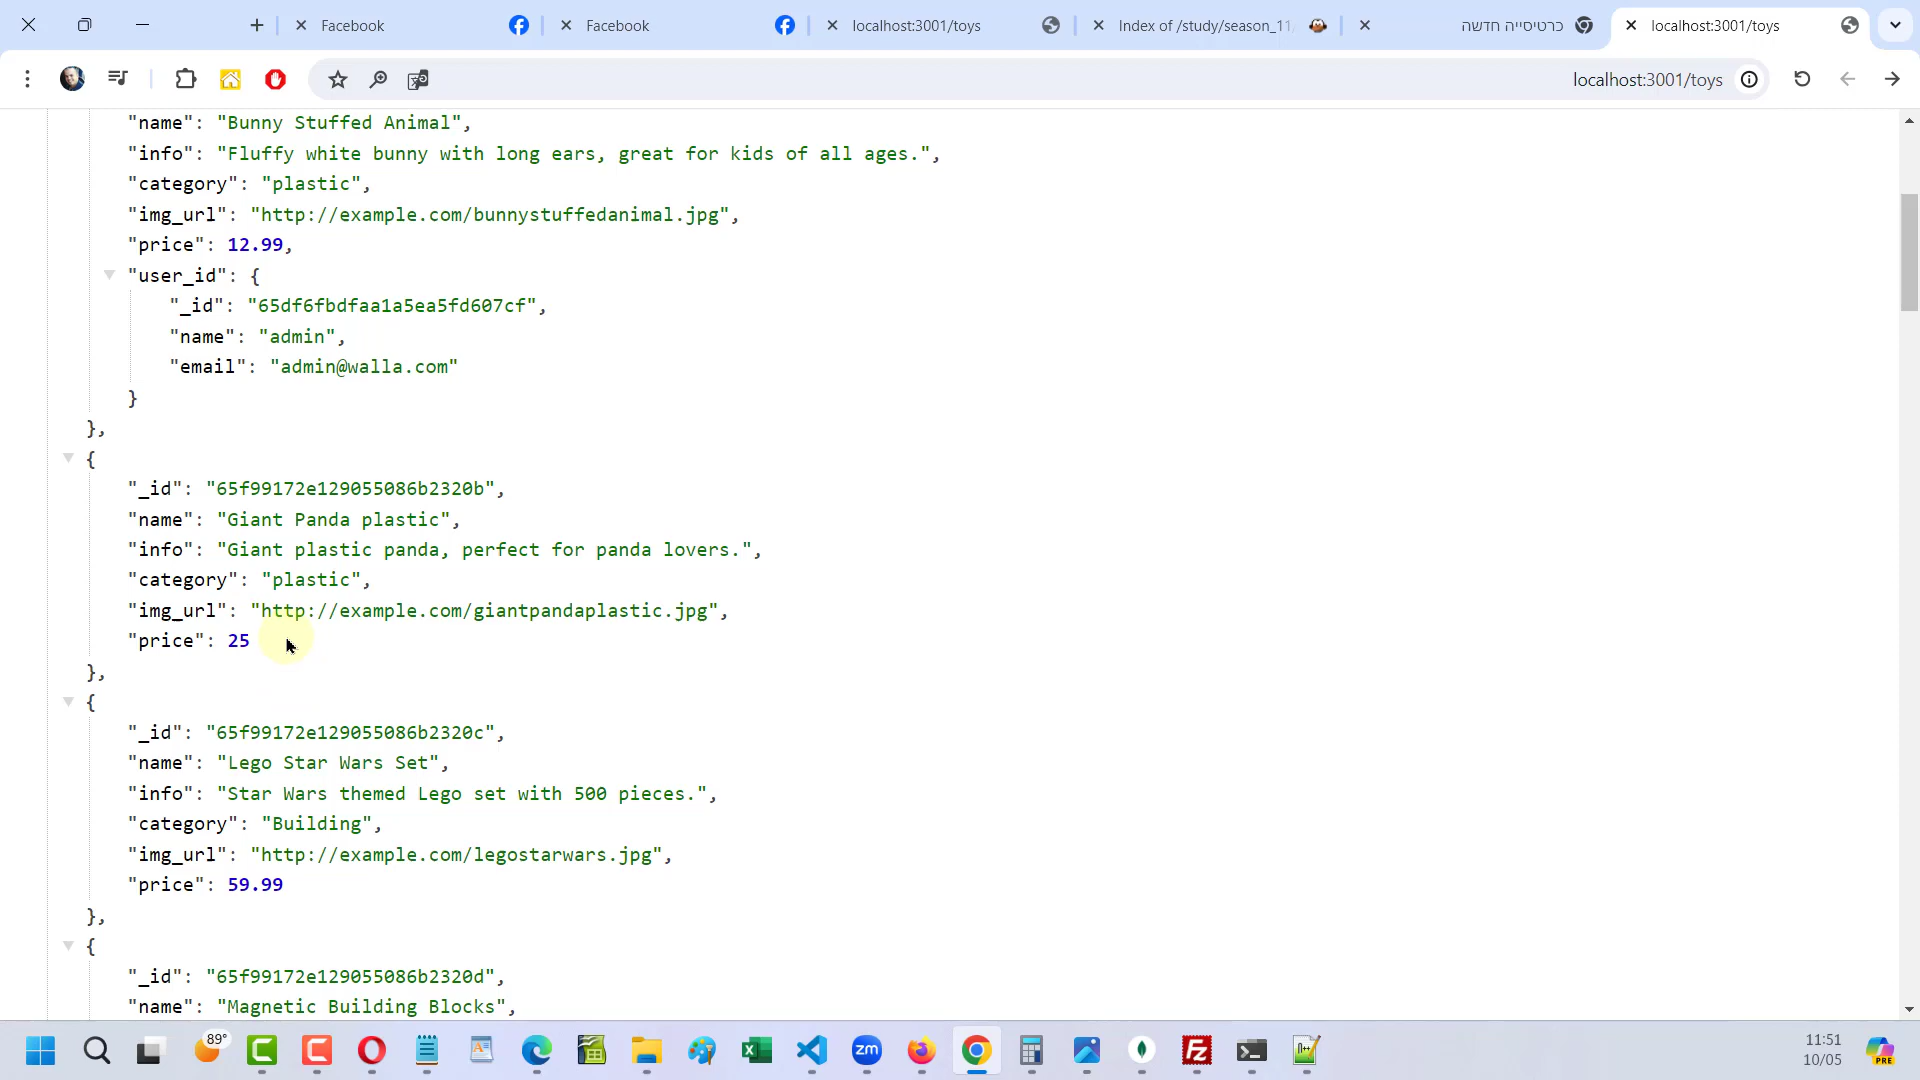 Facebook
Facebook
localhost:3001/toys
Index of /study/season_11/
כרטיסייה חדשה
localhost:3001/toys
localhost:3001/toys
"name": "Bunny Stuffed Animal",
"info": "Fluffy white bunny with long ears, great for kids of all ages.",
"category": "plastic",
"img_url": "http://example.com/bunnystuffedanimal.jpg",
"price": 12.99,
"user_id": {
"_id": "65df6fbdfaa1a5ea5fd607cf",
"name": "admin",
"email": "admin@walla.com"
}
},
{
"_id": "65f99172e129055086b2320b",
"name": "Giant Panda plastic",
"info": "Giant plastic panda, perfect for panda lovers.",
"category": "plastic",
"img_url": "http://example.com/giantpandaplastic.jpg",
"price": 25
},
{
"_id": "65f99172e129055086b2320c",
"name": "Lego Star Wars Set",
"info": "Star Wars themed Lego set with 500 pieces.",
"category": "Building",
"img_url": "http://example.com/legostarwars.jpg",
"price": 59.99
},
{
"_id": "65f99172e129055086b2320d",
"name": "Magnetic Building Blocks",
89°
zm
Fz
11:51
10/05
PRE